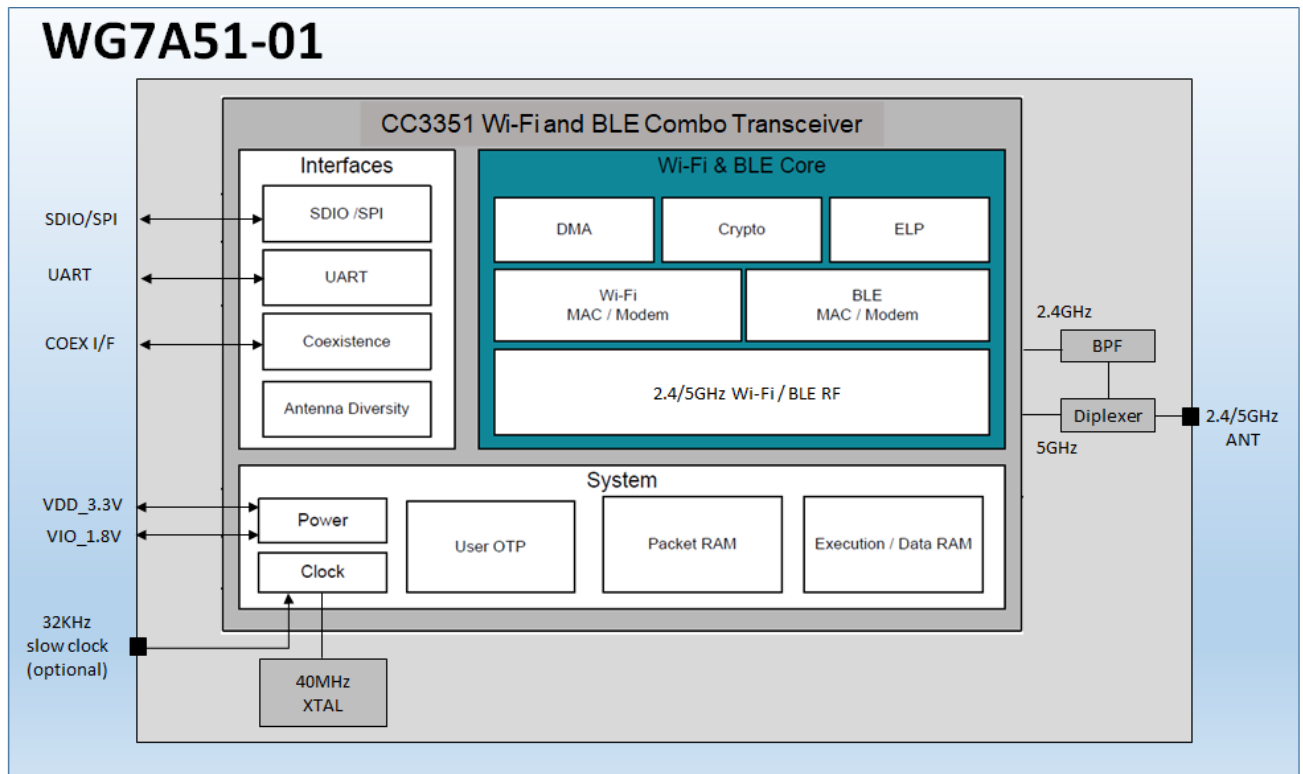 WG7A51-01
CC3351 Wi-Fi and BLE Combo Transceiver
Interfaces
SDIO /SPI
UART
Coexistence
Antenna Diversity
Wi-Fi & BLE Core
DMA
Crypto
ELP
Wi-Fi
MAC / Modem
BLE
MAC / Modem
2.4/5GHz Wi-Fi / BLE RF
System
Power
Clock
User OTP
Packet RAM
Execution / Data RAM
SDIO/SPI
UART
COEX I/F
VDD_3.3V
VIO_1.8V
32KHz
slow clock
(optional)
40MHz
XTAL
2.4GHz
BPF
Diplexer
5GHz
2.4/5GHz
ANT